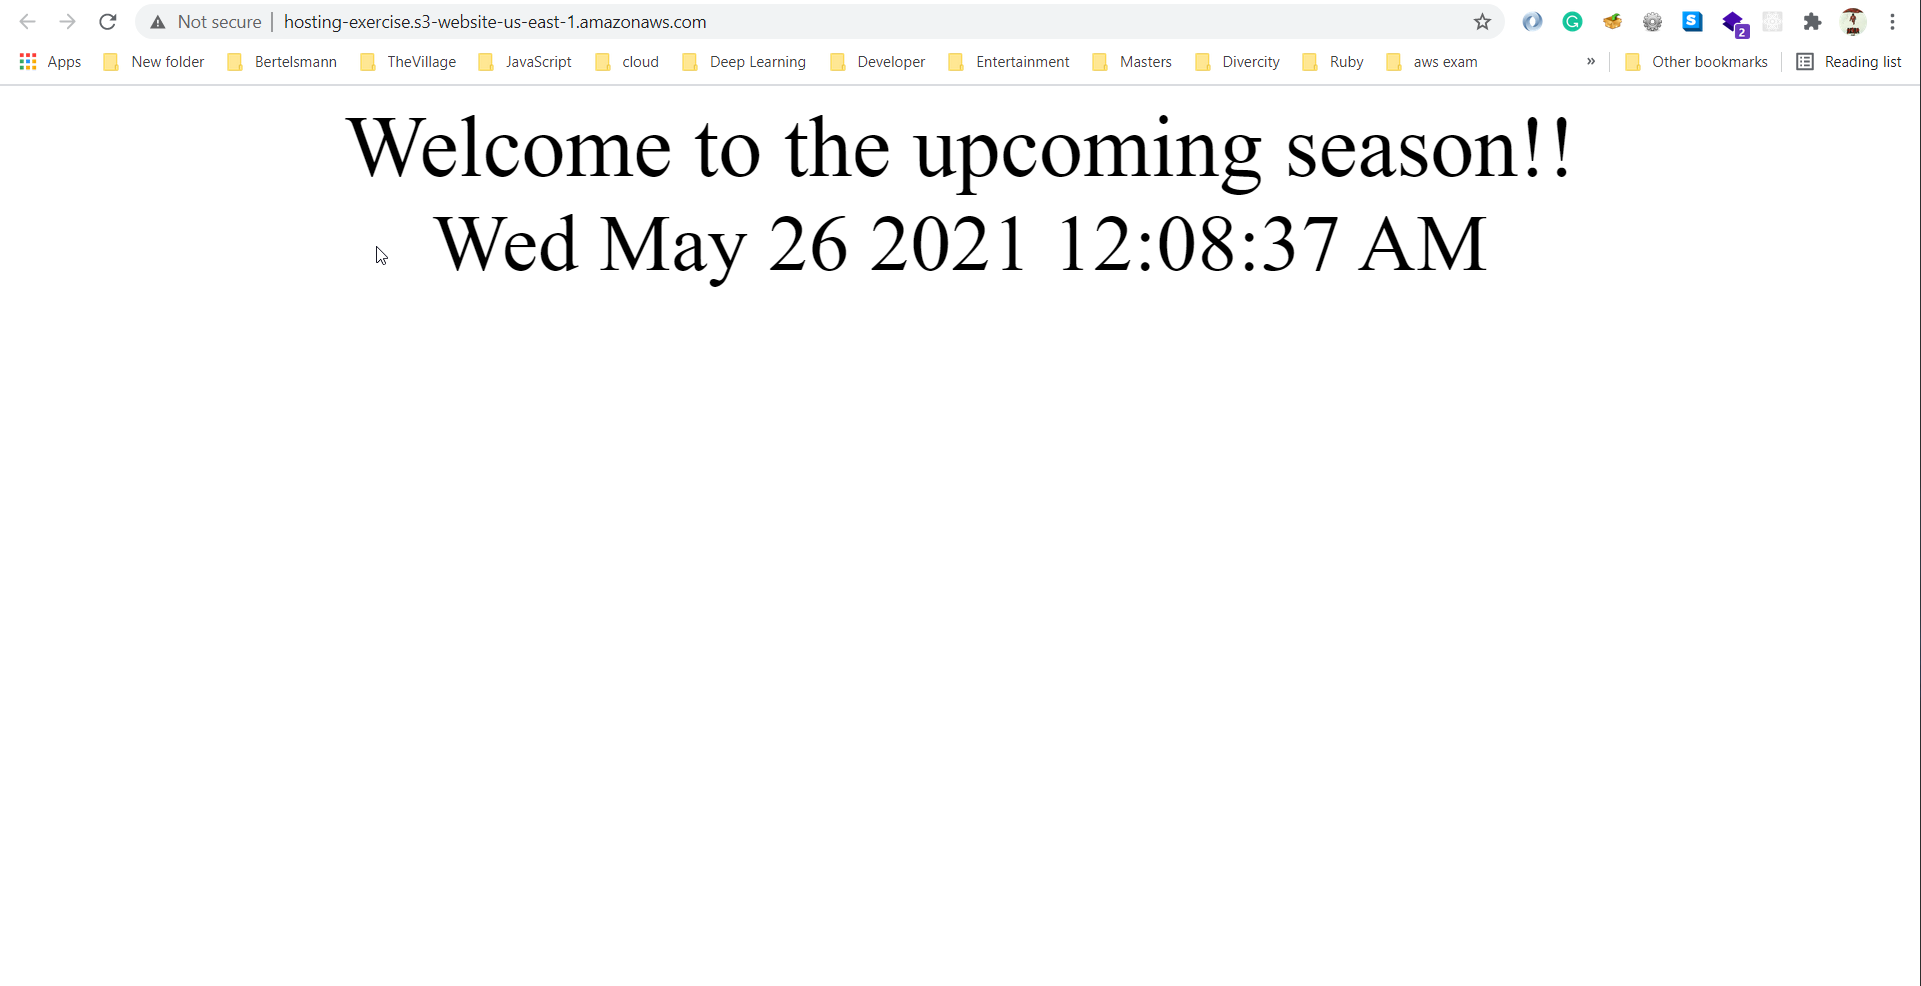 Not secure | hosting-exercise.s3-website-us-east-1.amazonaws.com
2
Apps New folder Bertelsmann TheVillage JavaScript cloud Deep Learning Developer Entertainment Masters Divercity Ruby aws exam » Other bookmarks Reading list
Welcome to the upcoming season!!
Wed May 26 2021 12:08:37 AM